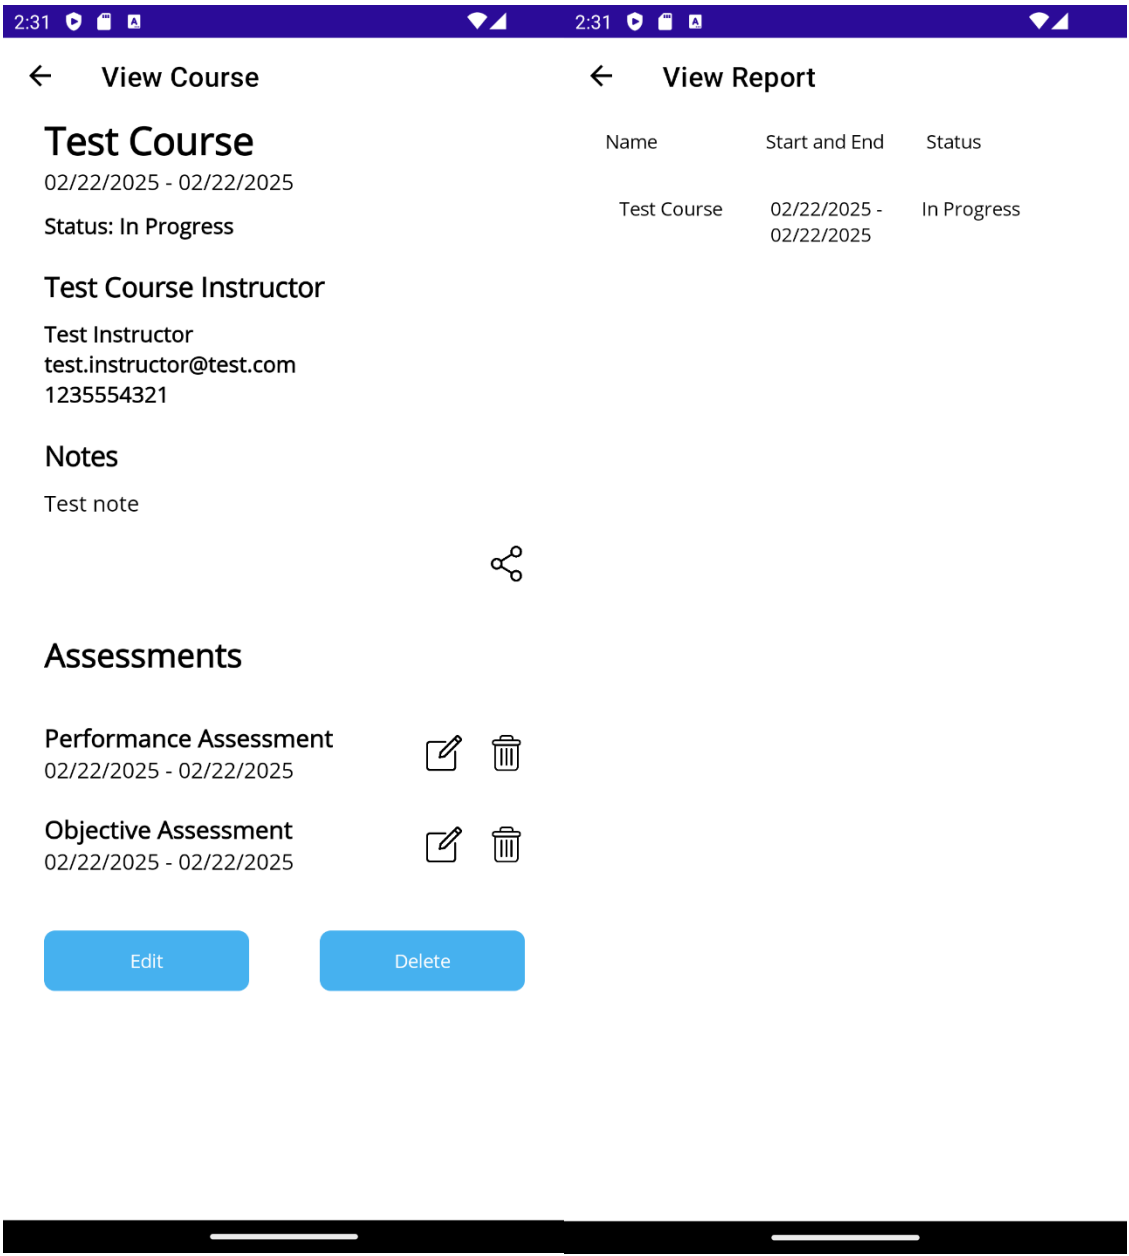 2:31
View Course
Test Course
02/22/2025 - 02/22/2025
Status: In Progress
Test Course Instructor
Test Instructor
test.instructor@test.com
1235554321
Notes
Test note
Assessments
Performance Assessment
02/22/2025 - 02/22/2025
Objective Assessment
02/22/2025 - 02/22/2025
Edit
Delete
2:31
View Report
Name
Start and End
Status
Test Course
02/22/2025 -
02/22/2025
In Progress